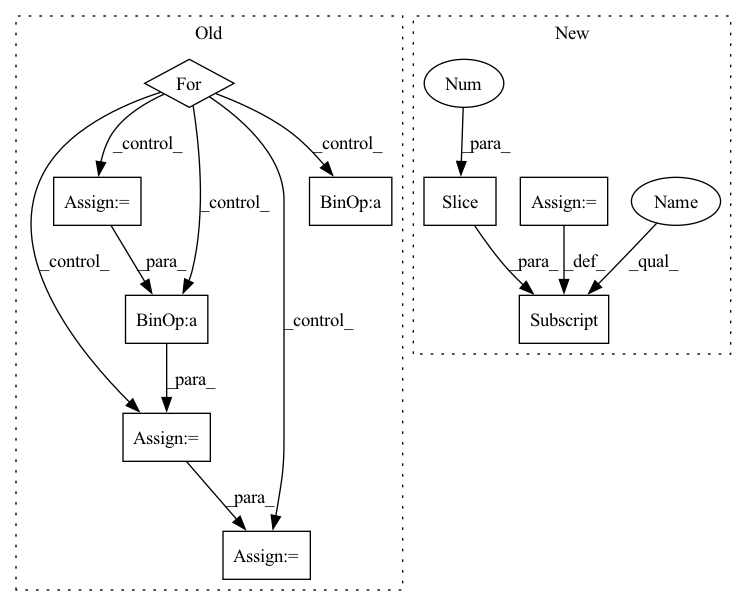 Old
New
For
Num
_control_
_control_
_para_
Assign:=
BinOp:a
Slice
Assign:=
Name
_control_
_control_
_para_
_para_
_def_
_qual_
BinOp:a
Subscript
_control_
_para_
Assign:=
_para_
Assign:=